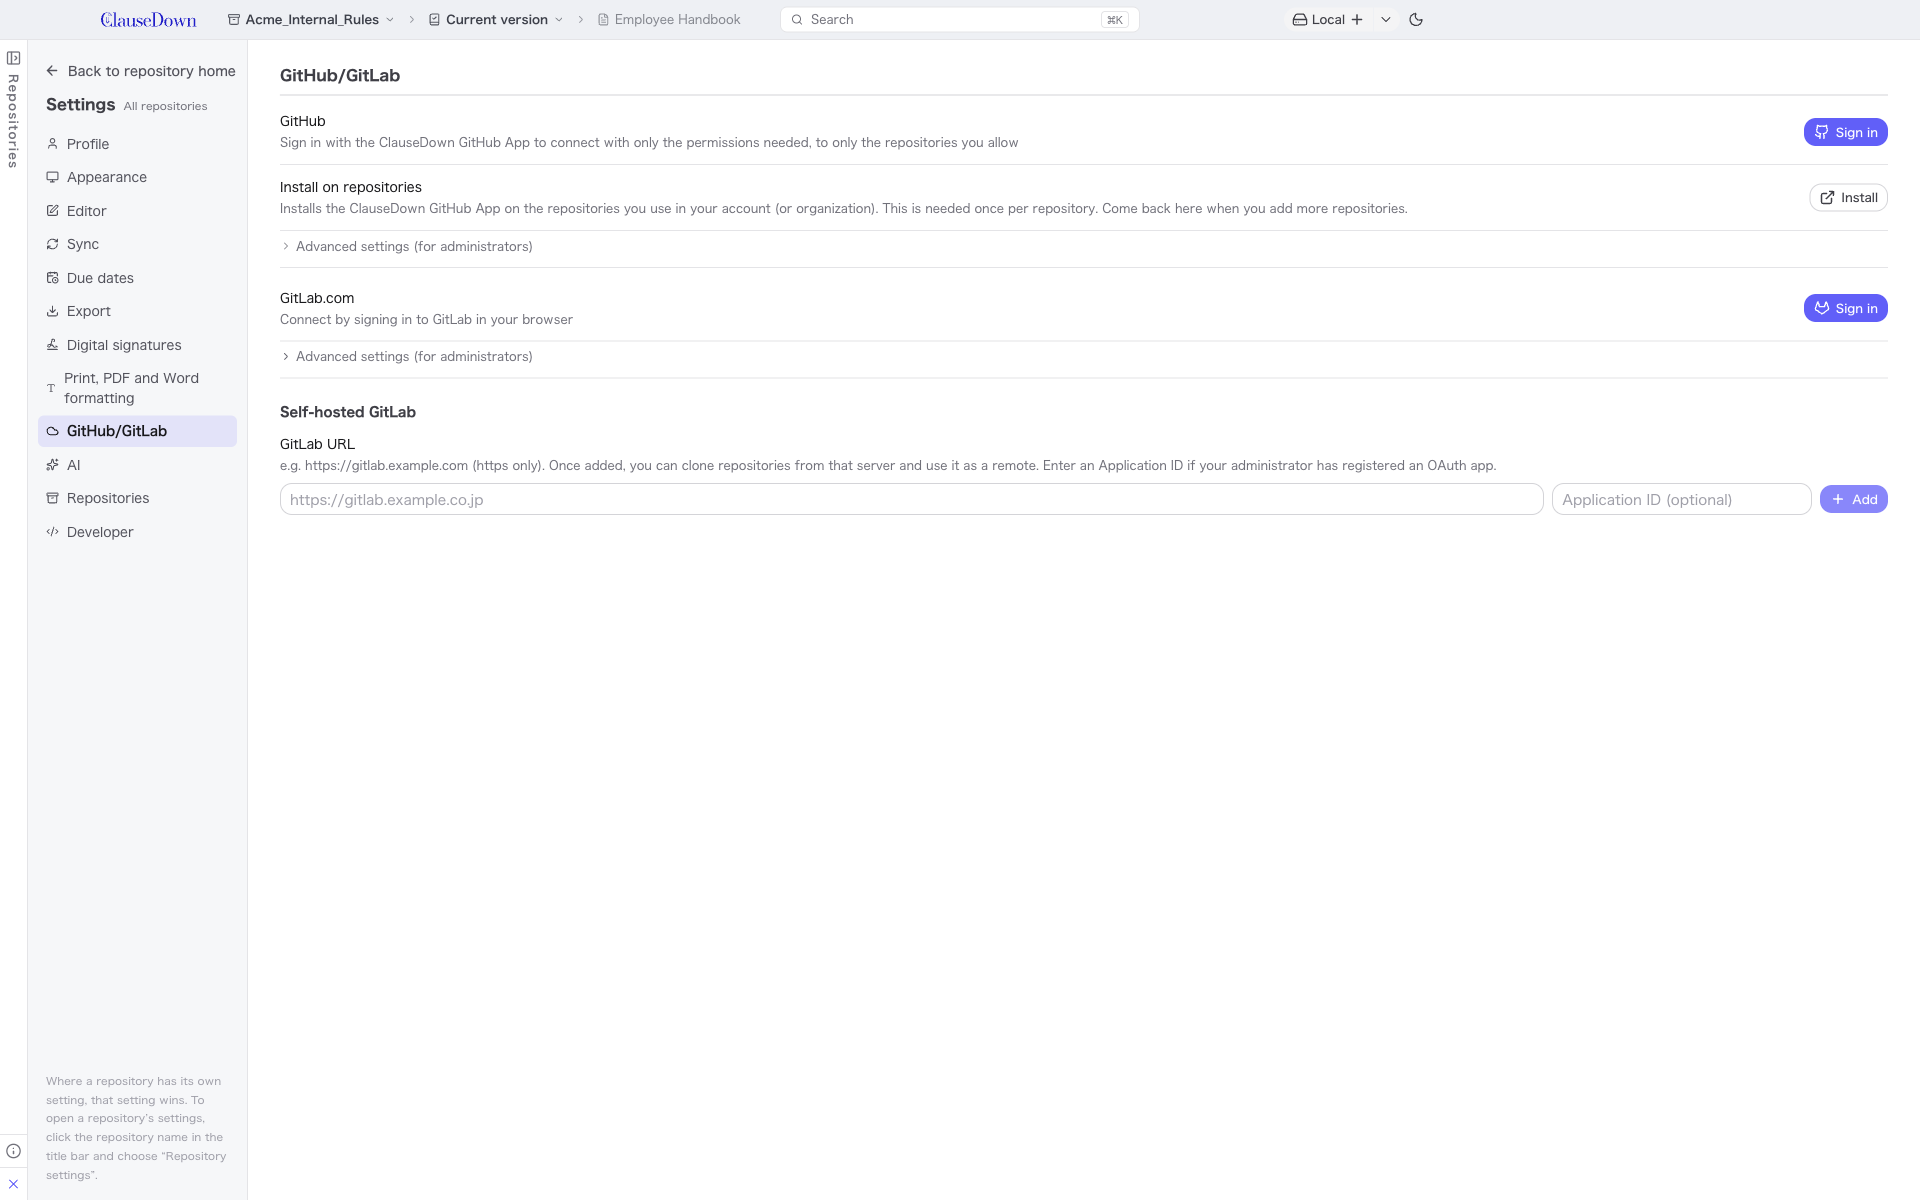 ClauseDown
Acme_Internal_Rules
Current version
Employee Handbook
Search
⌘K
Local
Repositories
Back to repository home
Settings All repositories
Profile
Appearance
Editor
Sync
Due dates
Export
Digital signatures
Print, PDF and Word
formatting
GitHub/GitLab
AI
Repositories
Developer
Where a repository has its own
setting, that setting wins. To
open a repository's settings,
click the repository name in the
title bar and choose “Repository
settings”.
GitHub/GitLab
GitHub
Sign in with the ClauseDown GitHub App to connect with only the permissions needed, to only the repositories you allow
Sign in
Install on repositories
Installs the ClauseDown GitHub App on the repositories you use in your account (or organization). This is needed once per repository. Come back here when you add more repositories.
Install
Advanced settings (for administrators)
GitLab.com
Connect by signing in to GitLab in your browser
Sign in
Advanced settings (for administrators)
Self-hosted GitLab
GitLab URL
e.g. https://gitlab.example.com (https only). Once added, you can clone repositories from that server and use it as a remote. Enter an Application ID if your administrator has registered an OAuth app.
https://gitlab.example.co.jp
Application ID (optional)
Add